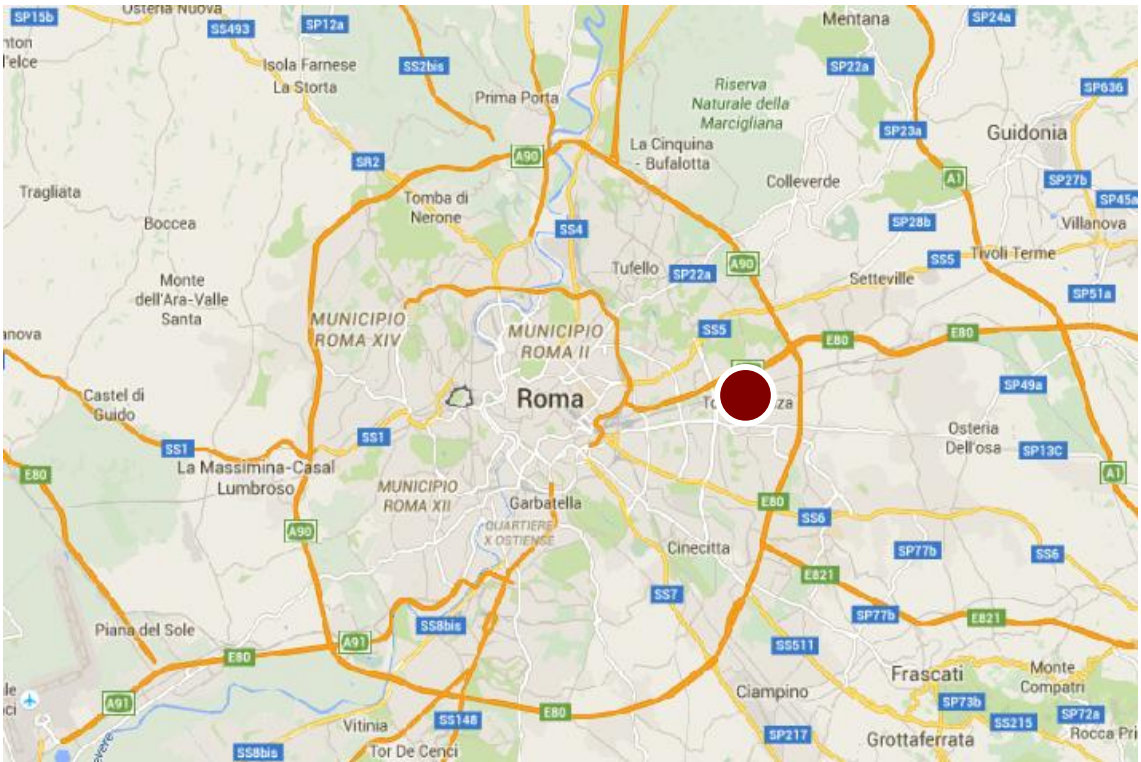 Osteria Nuova
SP15b
SS493
SP12a
Mentana
SP24a
Isola Farnese
La Storta
SS2bis
SP22a
Prima Porta
Riserva
Naturale della
Marcigliana
SP636
SP23a
Guidonia
La Cinquina
- Bufalotta
A90
SR2
Colleverde
A1
SP27b
Tragliata
Tomba di
Nerone
SP45a
Boccea
SS4
SP28b
Villanova
Tivoli Terme
SS5
Tufello
SP22a
A90
Setteville
Monte
dell'Ara-Valle
Santa
SP51a
MUNICIPIO
ROMA XIV
MUNICIPIO
ROMA II
SS5
E80
E80
Castel di
Guido
Roma
SP49a
SS1
SS1
Osteria
Dell'osa
SP13C
La Massimina-Casal
Lumbroso
E80
A1
MUNICIPIO
ROMA XII
Garbatella
E80
A90
QUARTIERE
X OSTIENSE
SS6
Cinecitta
SP77b
SS6
E821
SS7
SP77b
E821
Piana del Sole
SS8bis
A91
E80
SS511
Frascati
Monte
Compatri
A91
Ciampino
SP73b
E80
SP72a
Vitinia
SS148
SS215
Rocca Pri
SP217
Grottaferrata
SS8bis
Tor De Cenci